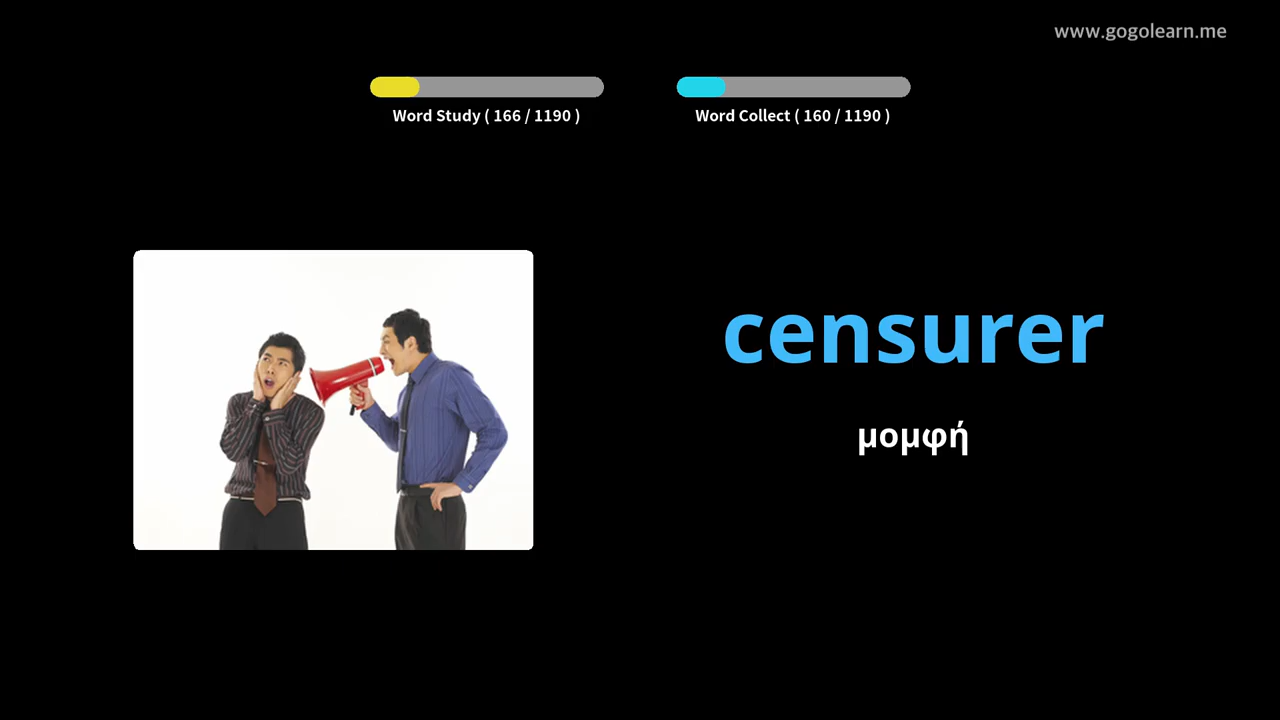 www.gogolearn.me
Word Study ( 166 / 1190 )
Word Collect ( 160 / 1190 )
censurer
μομφή